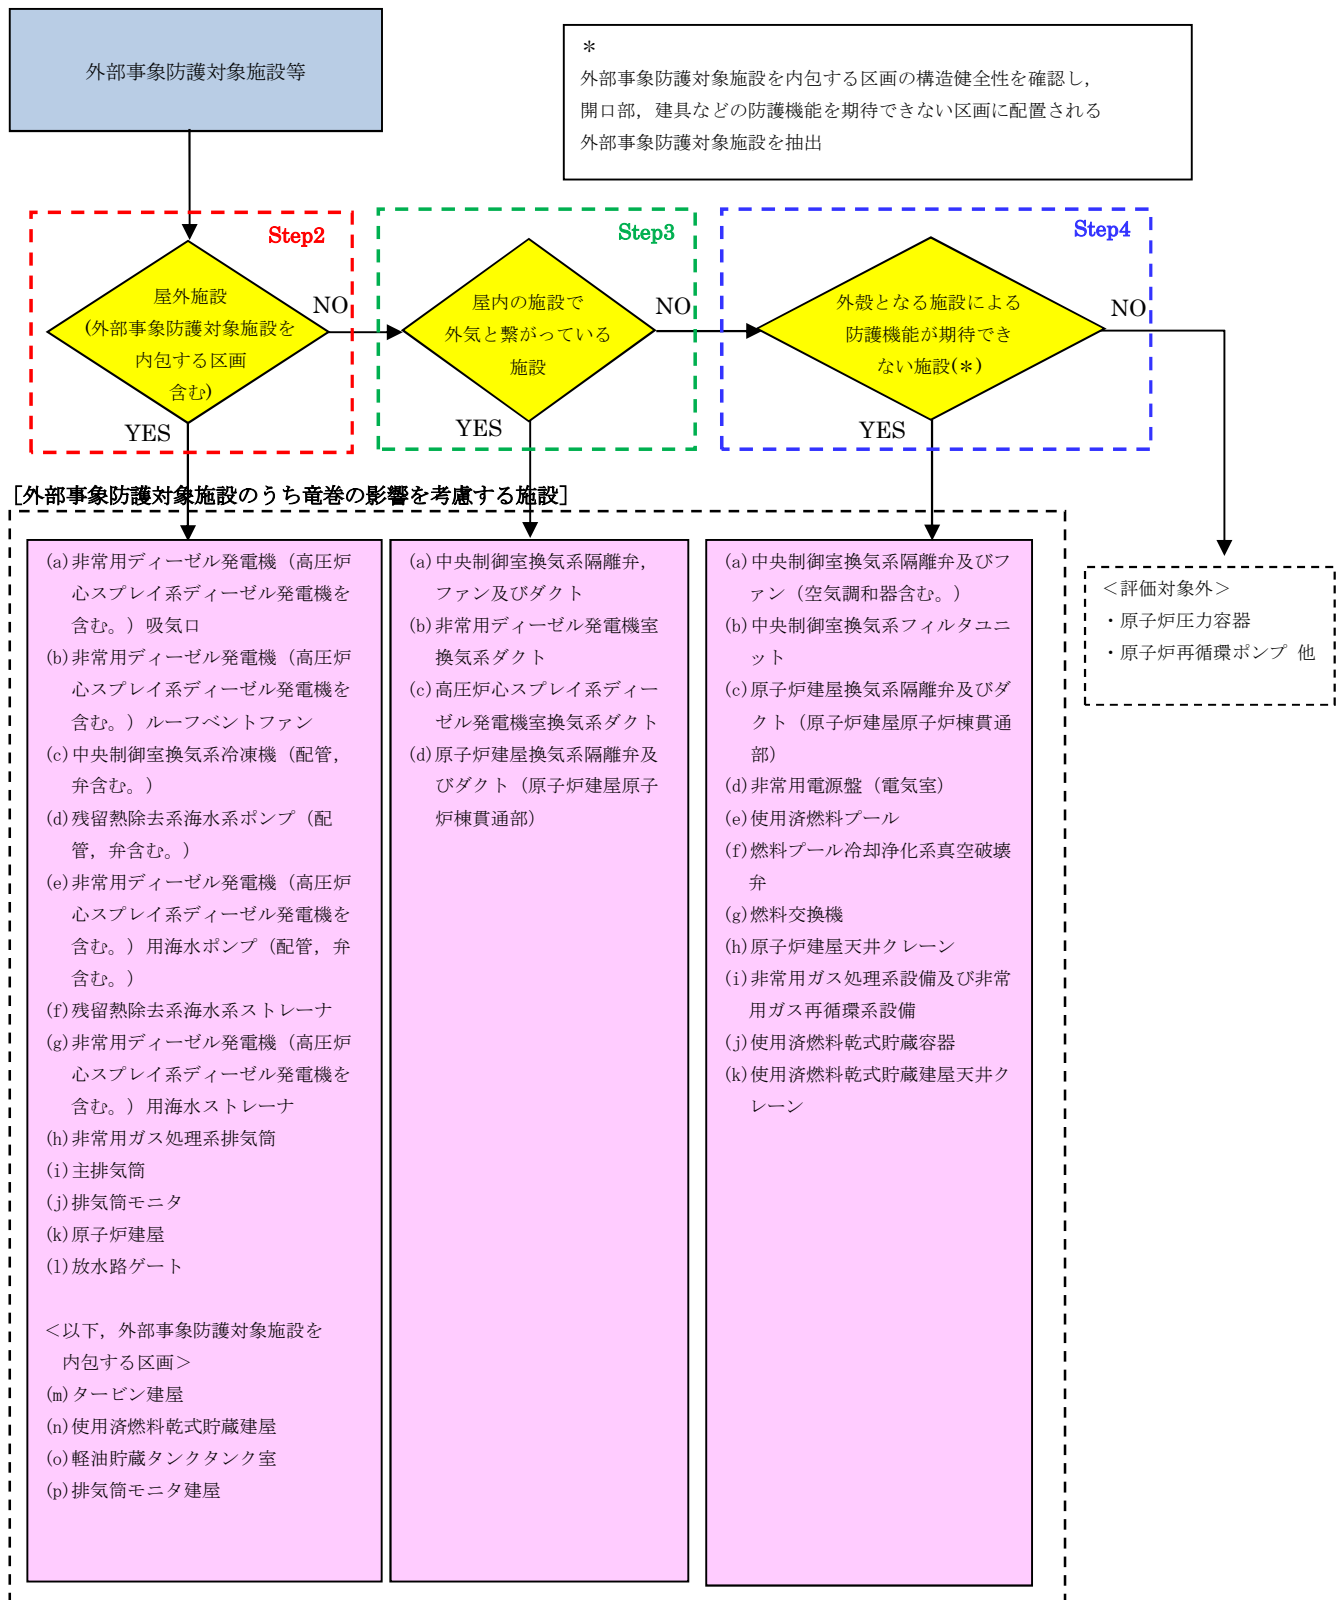 外部事象防護対象施設等
＊
外部事象防護対象施設を内包する区画の構造健全性を確認し，
開口部，建具などの防護機能を期待できない区画に配置される
外部事象防護対象施設を抽出
Step2
屋外施設
(外部事象防護対象施設を
内包する区画
含む)
NO
YES
Step3
屋内の施設で
外気と繋がっている
施設
NO
YES
Step4
外殻となる施設による
防護機能が期待でき
ない施設(＊)
NO
YES
[外部事象防護対象施設のうち竜巻の影響を考慮する施設]
(a)非常用ディーゼル発電機（高圧炉
心スプレイ系ディーゼル発電機を
含む。）吸気口
(b)非常用ディーゼル発電機（高圧炉
心スプレイ系ディーゼル発電機を
含む。）ルーフベントファン
(c)中央制御室換気系冷凍機（配管，
弁含む。）
(d)残留熱除去系海水系ポンプ（配
管，弁含む。）
(e)非常用ディーゼル発電機（高圧炉
心スプレイ系ディーゼル発電機を
含む。）用海水ポンプ（配管，弁
含む。）
(f)残留熱除去系海水系ストレーナ
(g)非常用ディーゼル発電機（高圧炉
心スプレイ系ディーゼル発電機を
含む。）用海水ストレーナ
(h)非常用ガス処理系排気筒
(i)主排気筒
(j)排気筒モニタ
(k)原子炉建屋
(l)放水路ゲート
＜以下，外部事象防護対象施設を
内包する区画＞
(m)タービン建屋
(n)使用済燃料乾式貯蔵建屋
(o)軽油貯蔵タンクタンク室
(p)排気筒モニタ建屋
(a)中央制御室換気系隔離弁，
ファン及びダクト
(b)非常用ディーゼル発電機室
換気系ダクト
(c)高圧炉心スプレイ系ディー
ゼル発電機室換気系ダクト
(d)原子炉建屋換気系隔離弁及
びダクト（原子炉建屋原子
炉棟貫通部）
(a)中央制御室換気系隔離弁及びフ
ァン（空気調和器含む。）
(b)中央制御室換気系フィルタユニ
ット
(c)原子炉建屋換気系隔離弁及びダ
クト（原子炉建屋原子炉棟貫通
部）
(d)非常用電源盤（電気室）
(e)使用済燃料プール
(f)燃料プール冷却浄化系真空破壊
弁
(g)燃料交換機
(h)原子炉建屋天井クレーン
(i)非常用ガス処理系設備及び非常
用ガス再循環系設備
(j)使用済燃料乾式貯蔵容器
(k)使用済燃料乾式貯蔵建屋天井ク
レーン
＜評価対象外＞
・原子炉圧力容器
・原子炉再循環ポンプ 他